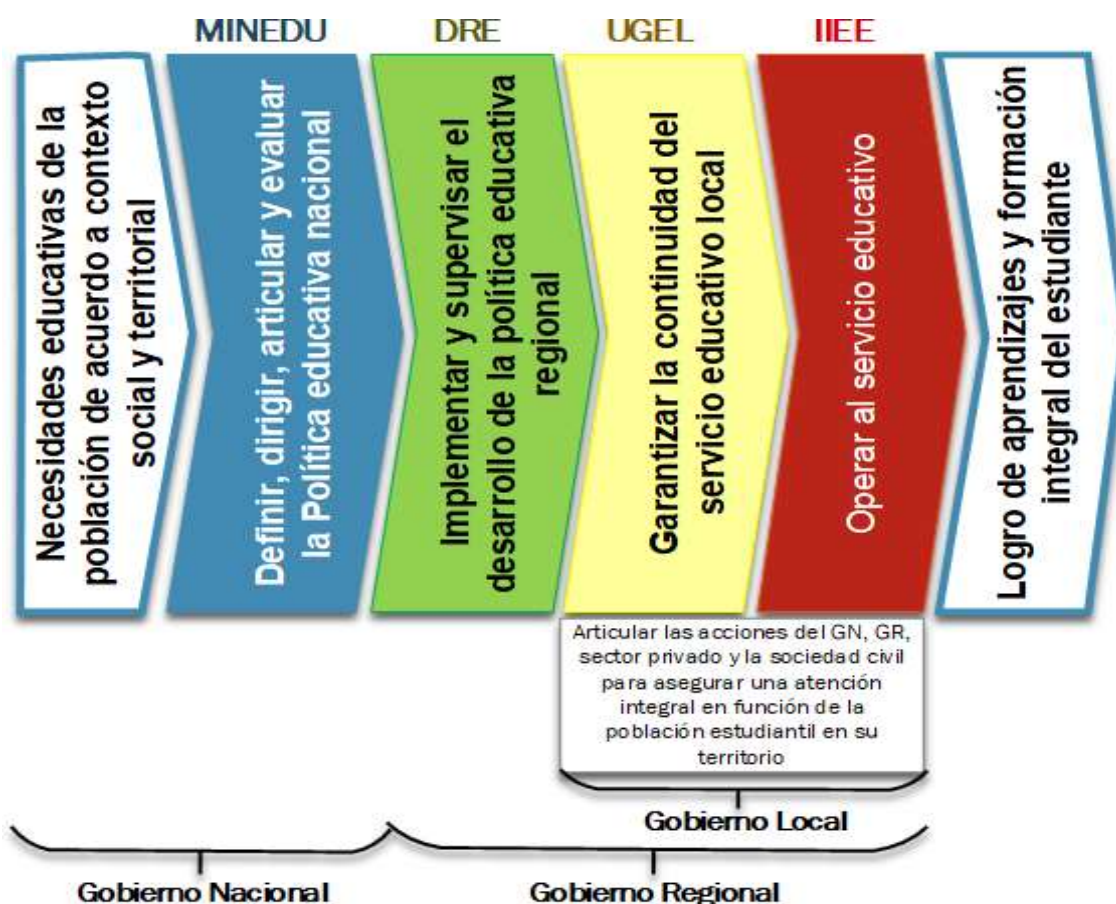 MINEDU
DRE
UGEL
IIEE
Necesidades educativas de la
población de acuerdo a contexto
social y territorial
Definir, dirigir, articular y evaluar
la Política educativa nacional
Implementar y supervisar el
desarrollo de la política educativa
regional
Garantizar la continuidad del
servicio educativo local
Operar al servicio educativo
Logro de aprendizajes y formación
integral del estudiante
Articular las acciones del GN, GR,
sector privado y la sociedad civil
para asegurar una atención
integral en función de la
población estudiantil en su
territorio
Gobierno Local
Gobierno Nacional
Gobierno Regional